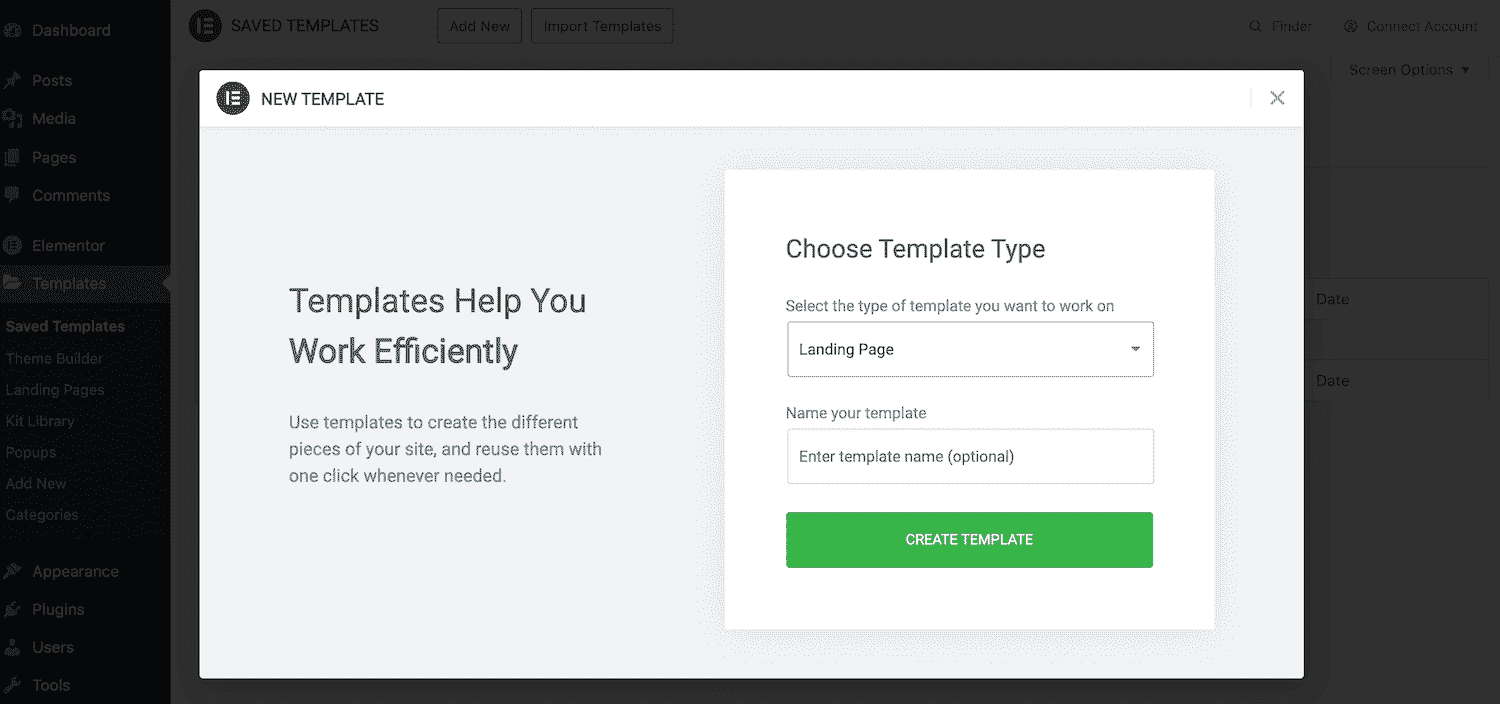 Dashboard
Posts
Media
Pages
Comments
Elementor
Templates
Saved Templates
Theme Builder
Landing Pages
Kit Library
Popups
Add New
Categories
Appearance
Plugins
Users
Tools
SAVED TEMPLATES
Add New
Import Templates
Finder
Connect Account
Screen Options
NEW TEMPLATE
Templates Help You
Work Efficiently
Use templates to create the different
pieces of your site, and reuse them with
one click whenever needed.
Choose Template Type
Select the type of template you want to work on
Landing Page
Name your template
Enter template name (optional)
CREATE TEMPLATE
Date
Date